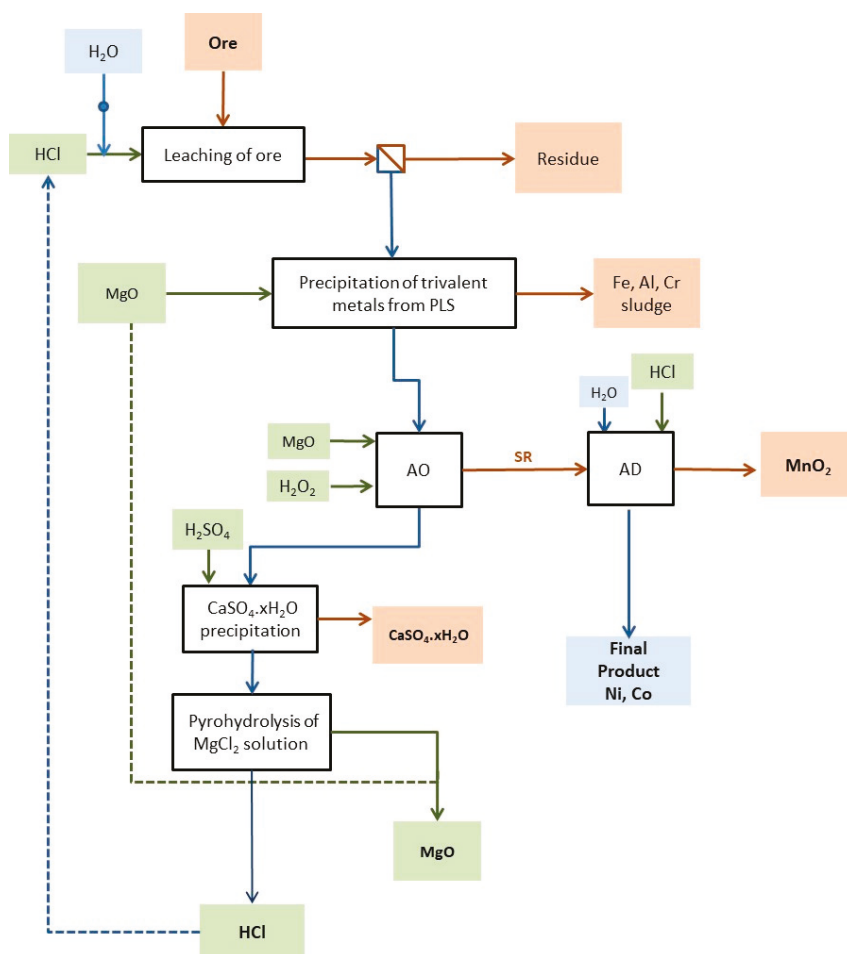 Ore
H₂O
HCl
Leaching of ore
Residue
MgO
Precipitation of trivalent
metals from PLS
Fe, Al, Cr
sludge
HCl
H₂O
MgO
H₂O₂
AO
SR
AD
MnO₂
H₂SO₄
CaSO₄.xH₂O
precipitation
CaSO₄.xH₂O
Final
Product
Ni, Co
Pyrohydrolysis of
MgCl₂ solution
MgO
HCl